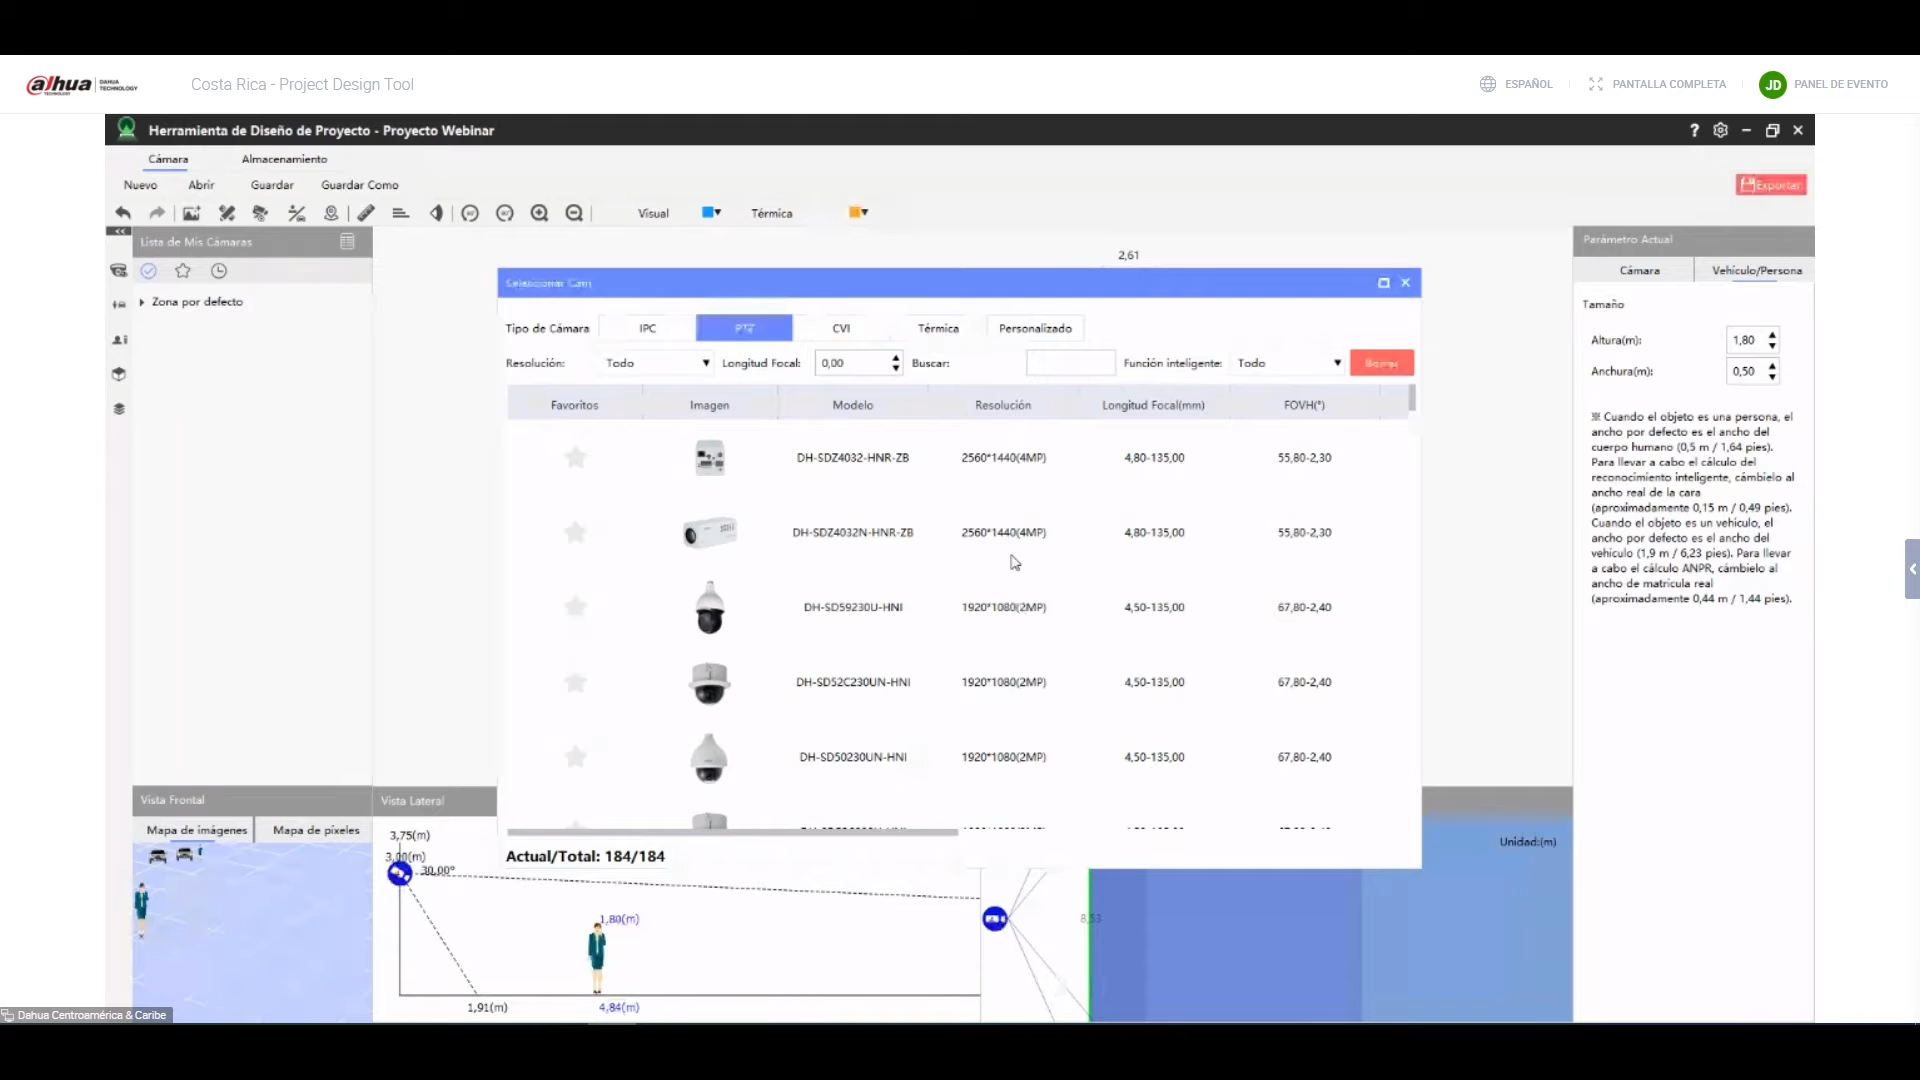 alhua DAHUA TECHNOLOGY
Costa Rica - Project Design Tool
ESPAÑOL
PANTALLA COMPLETA
JD PANEL DE EVENTO
Herramienta de Diseño de Proyecto - Proyecto Webinar
Cámara Almacenamiento
Nuevo Abrir Guardar Guardar Como
Exportar
Visual Térmica
Lista de Mis Cámaras
Zona por defecto
2,61
Seleccionar Cam
Tipo de Cámara IPC PTZ CVI Térmica Personalizado
Resolución: Todo Longitud Focal: 0,00 Buscar: Función inteligente: Todo Borrar
Favoritos Imagen Modelo Resolución Longitud Focal(mm) FOVH(°)
DH-SDZ4032-HNR-ZB 2560*1440(4MP) 4,80-135,00 55,80-2,30
DH-SDZ4032N-HNR-ZB 2560*1440(4MP) 4,80-135,00 55,80-2,30
DH-SD59230U-HNI 1920*1080(2MP) 4,50-135,00 67,80-2,40
DH-SD52C230UN-HNI 1920*1080(2MP) 4,50-135,00 67,80-2,40
DH-SD50230UN-HNI 1920*1080(2MP) 4,50-135,00 67,80-2,40
Actual/Total: 184/184
Parámetro Actual
Cámara Vehículo/Persona
Tamaño
Altura(m): 1,80
Anchura(m): 0,50
※ Cuando el objeto es una persona, el
ancho por defecto es el ancho del
cuerpo humano (0,5 m / 1,64 pies).
Para llevar a cabo el cálculo del
reconocimiento inteligente, cámbielo al
ancho real de la cara
(aproximadamente 0,15 m / 0,49 pies).
Cuando el objeto es un vehículo, el
ancho por defecto es el ancho del
vehículo (1,9 m / 6,23 pies). Para llevar
a cabo el cálculo ANPR, cámbielo al
ancho de matrícula real
(aproximadamente 0,44 m / 1,44 pies).
Vista Frontal
Mapa de imágenes Mapa de píxeles
Vista Lateral
3,75(m)
3,00(m)
30,00°
1,80(m)
1,91(m)
4,84(m)
8,53
Unidad:(m)
Dahua Centroamérica & Caribe